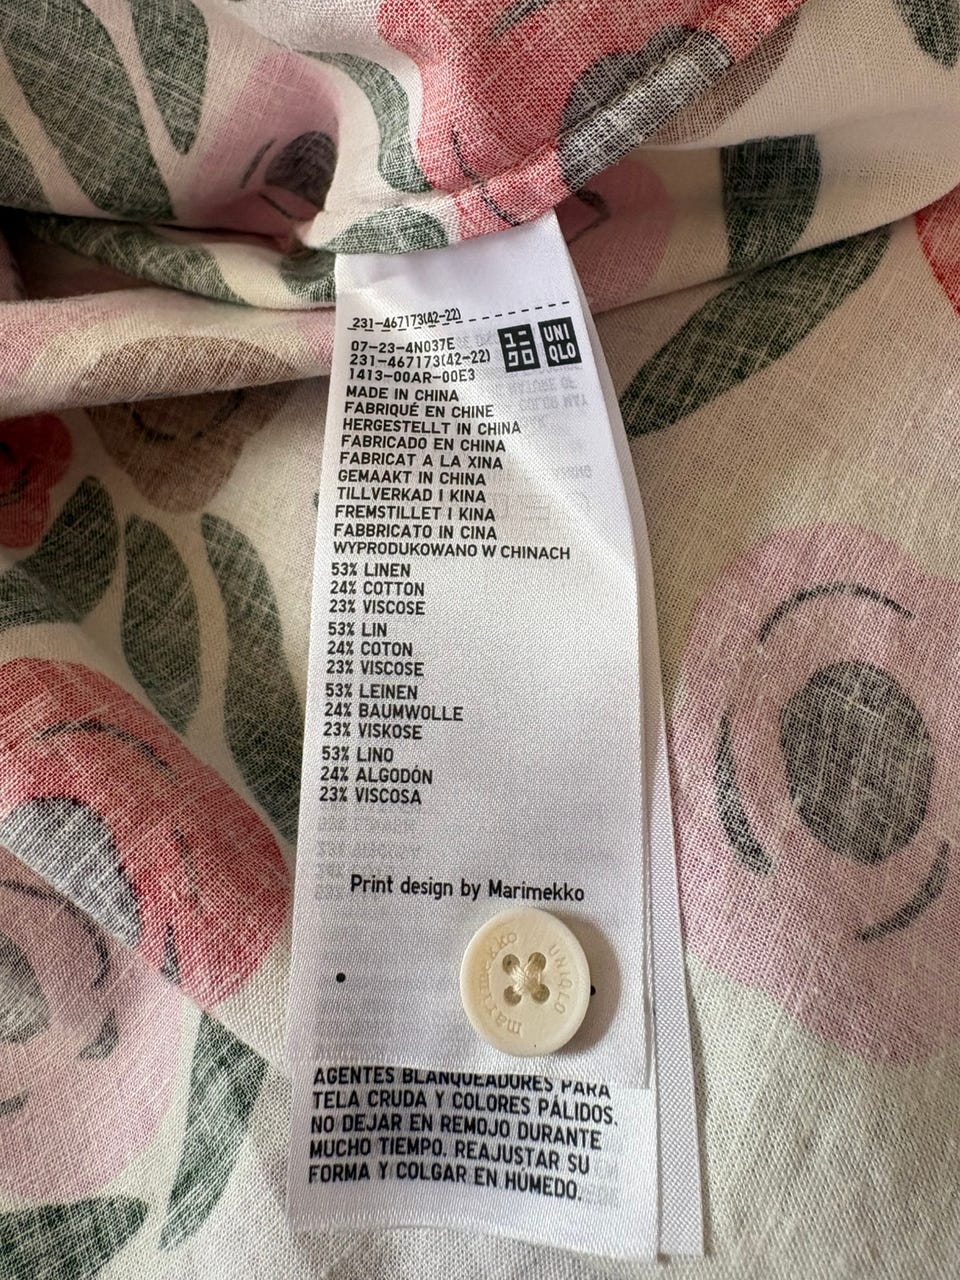 231-467173(42-22)
07-23-4N037E
231-467173(42-22)
1413-00AR-00E3
ユニ
クロ
UNI
QLO
MADE IN CHINA
FABRIQUÉ EN CHINE
HERGESTELLT IN CHINA
FABRICADO EN CHINA
FABRICAT A LA XINA
GEMAAKT IN CHINA
TILLVERKAD I KINA
FREMSTILLET I KINA
FABBRICATO IN CINA
WYPRODUKOWANO W CHINACH
53% LINEN
24% COTTON
23% VISCOSE
53% LIN
24% COTON
23% VISCOSE
53% LEINEN
24% BAUMWOLLE
23% VISKOSE
53% LINO
24% ALGODÓN
23% VISCOSA
Print design by Marimekko
marimekko
UNIQLO
AGENTES BLANQUEADORES PARA
TELA CRUDA Y COLORES PÁLIDOS.
NO DEJAR EN REMOJO DURANTE
MUCHO TIEMPO. REAJUSTAR SU
FORMA Y COLGAR EN HÚMEDO.